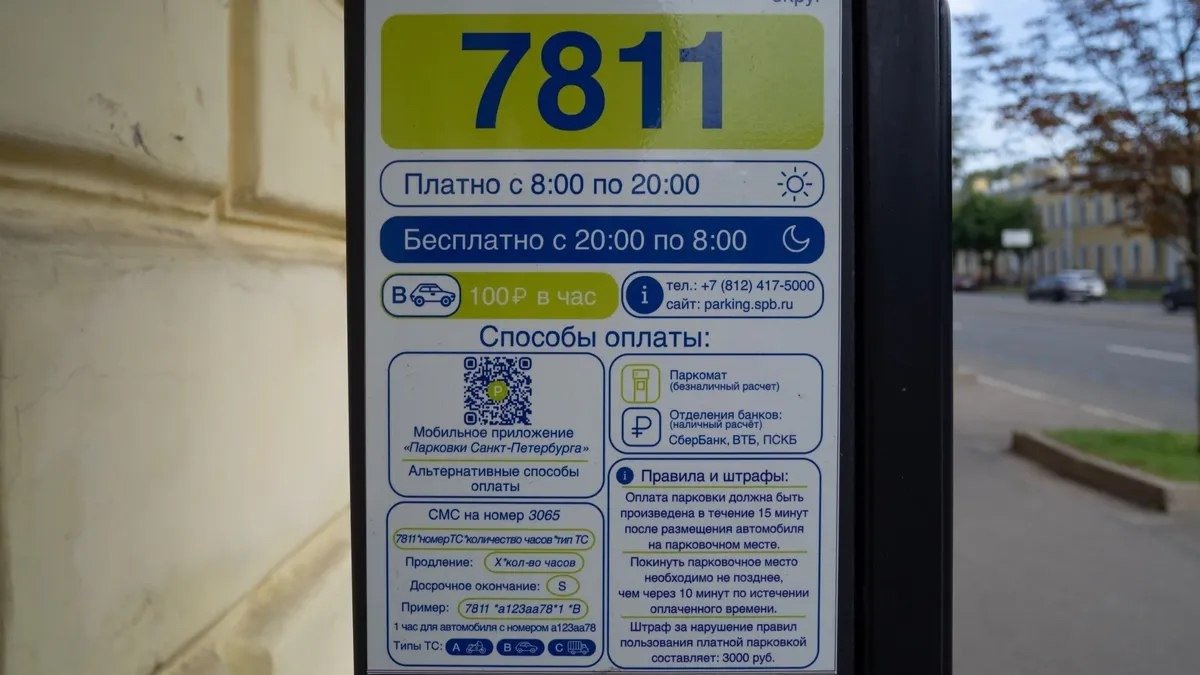 округ
7811
Платно с 8:00 по 20:00
Бесплатно с 20:00 по 8:00
В 100₽ в час
i тел.: +7 (812) 417-5000
сайт: parking.spb.ru
Способы оплаты:
P
Мобильное приложение
«Парковки Санкт-Петербурга»
Альтернативные способы
оплаты
Паркомат
(безналичный расчет)
₽ Отделения банков:
(наличный расчёт)
СберБанк, ВТБ, ПСКБ
СМС на номер 3065
7811*номерТС*количество часов*тип ТС
Продление: X*кол-во часов
Досрочное окончание: S
Пример: 7811 *а123аа78*1 *В
1 час для автомобиля с номером а123аа78
Типы ТС: А В С
i Правила и штрафы:
Оплата парковки должна быть
произведена в течение 15 минут
после размещения автомобиля
на парковочном месте.
Покинуть парковочное место
необходимо не позднее,
чем через 10 минут по истечении
оплаченного времени.
Штраф за нарушение правил
пользования платной парковкой
составляет: 3000 руб.